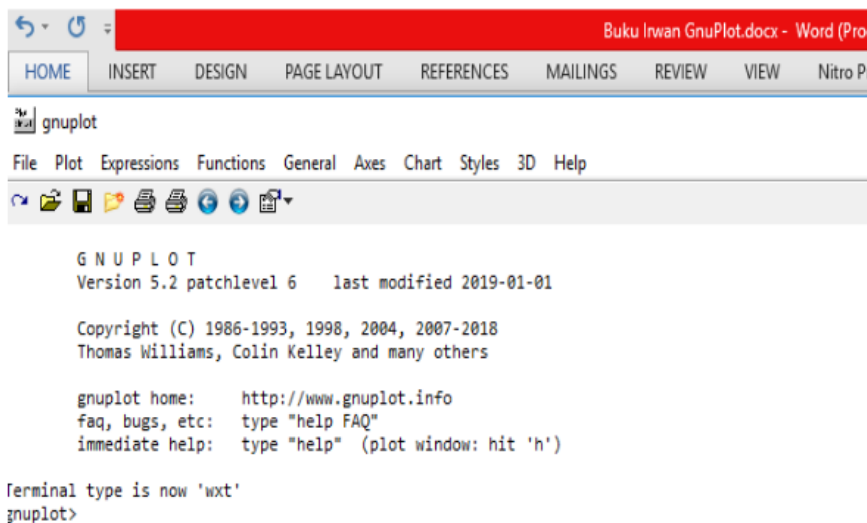 Buku Irwan GnuPlot.docx - Word (Pro
HOME INSERT DESIGN PAGE LAYOUT REFERENCES MAILINGS REVIEW VIEW Nitro P
gnuplot
File Plot Expressions Functions General Axes Chart Styles 3D Help
G N U P L O T
Version 5.2 patchlevel 6 last modified 2019-01-01
Copyright (C) 1986-1993, 1998, 2004, 2007-2018
Thomas Williams, Colin Kelley and many others
gnuplot home: http://www.gnuplot.info
faq, bugs, etc: type "help FAQ"
immediate help: type "help" (plot window: hit 'h')
Terminal type is now 'wxt'
gnuplot>